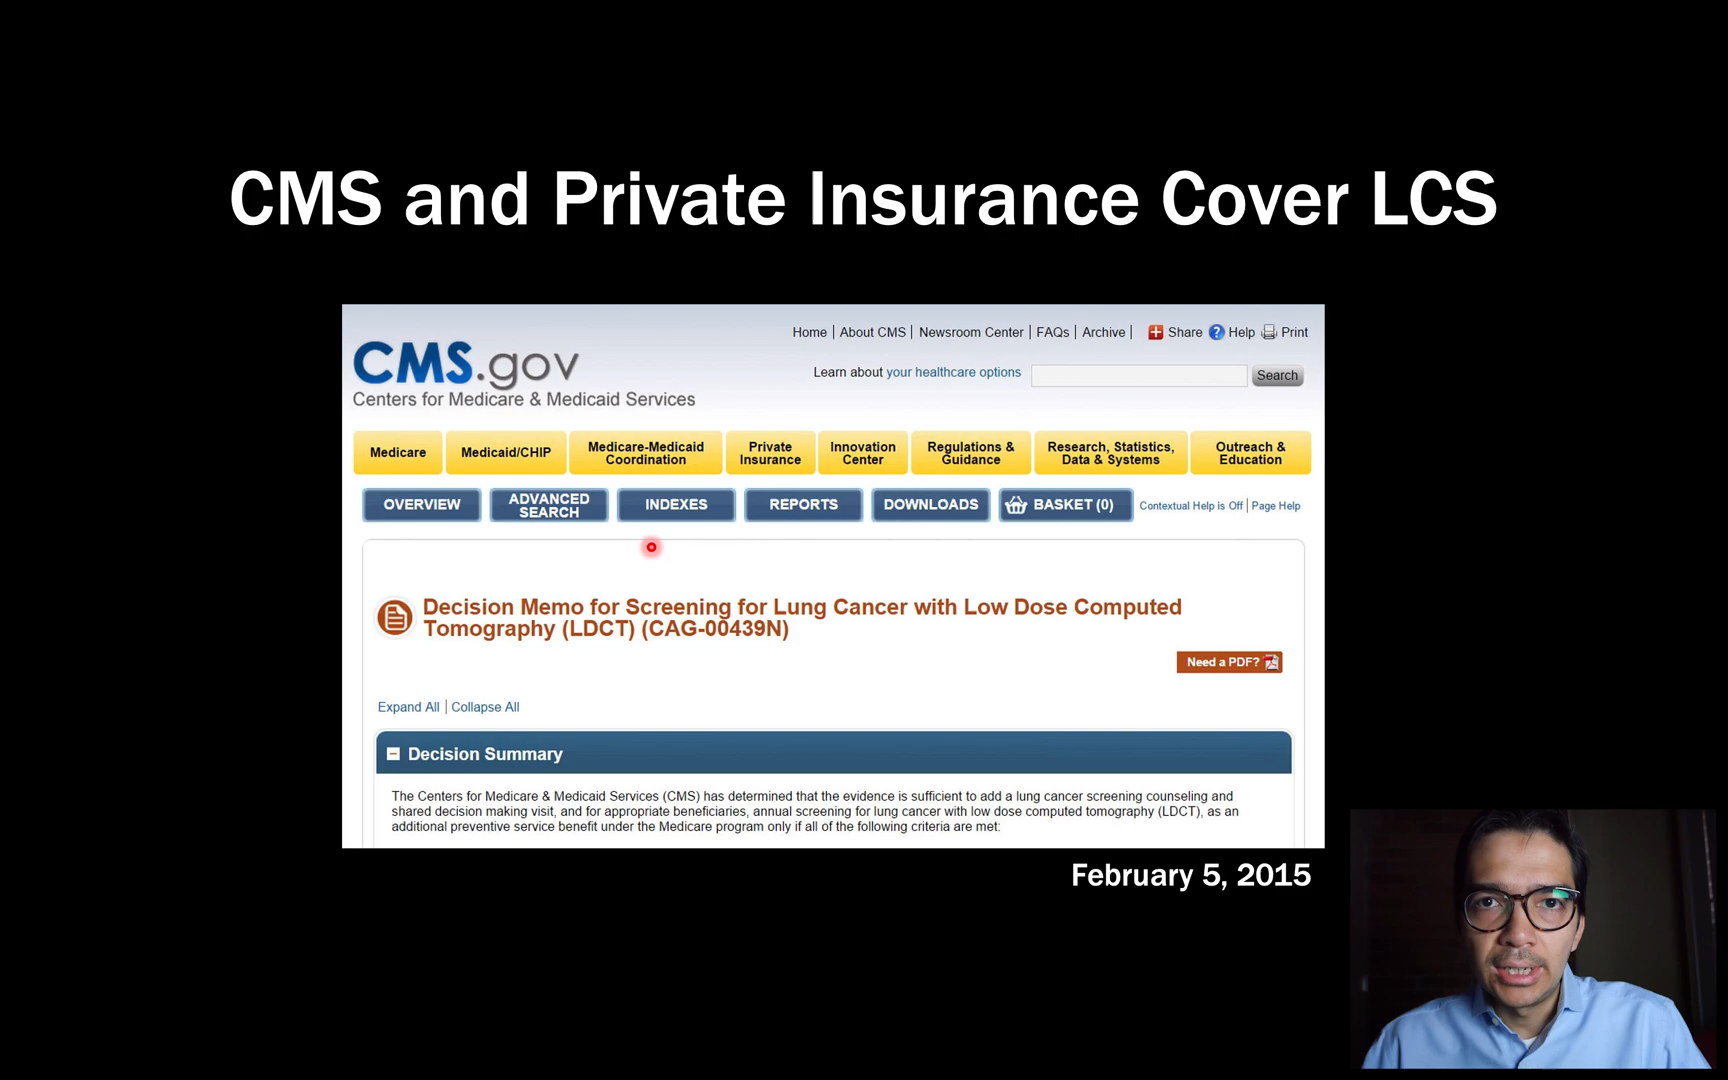 CMS and Private Insurance Cover LCS
Home | About CMS | Newsroom Center | FAQs | Archive | Share Help Print
CMS.gov
Learn about your healthcare options Search
Centers for Medicare & Medicaid Services
Medicare
Medicaid/CHIP
Medicare-Medicaid
Coordination
Private
Insurance
Innovation
Center
Regulations &
Guidance
Research, Statistics,
Data & Systems
Outreach &
Education
OVERVIEW
ADVANCED
SEARCH
INDEXES
REPORTS
DOWNLOADS
BASKET (0)
Contextual Help is Off | Page Help
Decision Memo for Screening for Lung Cancer with Low Dose Computed
Tomography (LDCT) (CAG-00439N)
Need a PDF?
Expand All | Collapse All
Decision Summary
The Centers for Medicare & Medicaid Services (CMS) has determined that the evidence is sufficient to add a lung cancer screening counseling and
shared decision making visit, and for appropriate beneficiaries, annual screening for lung cancer with low dose computed tomography (LDCT), as an
additional preventive service benefit under the Medicare program only if all of the following criteria are met:
February 5, 2015